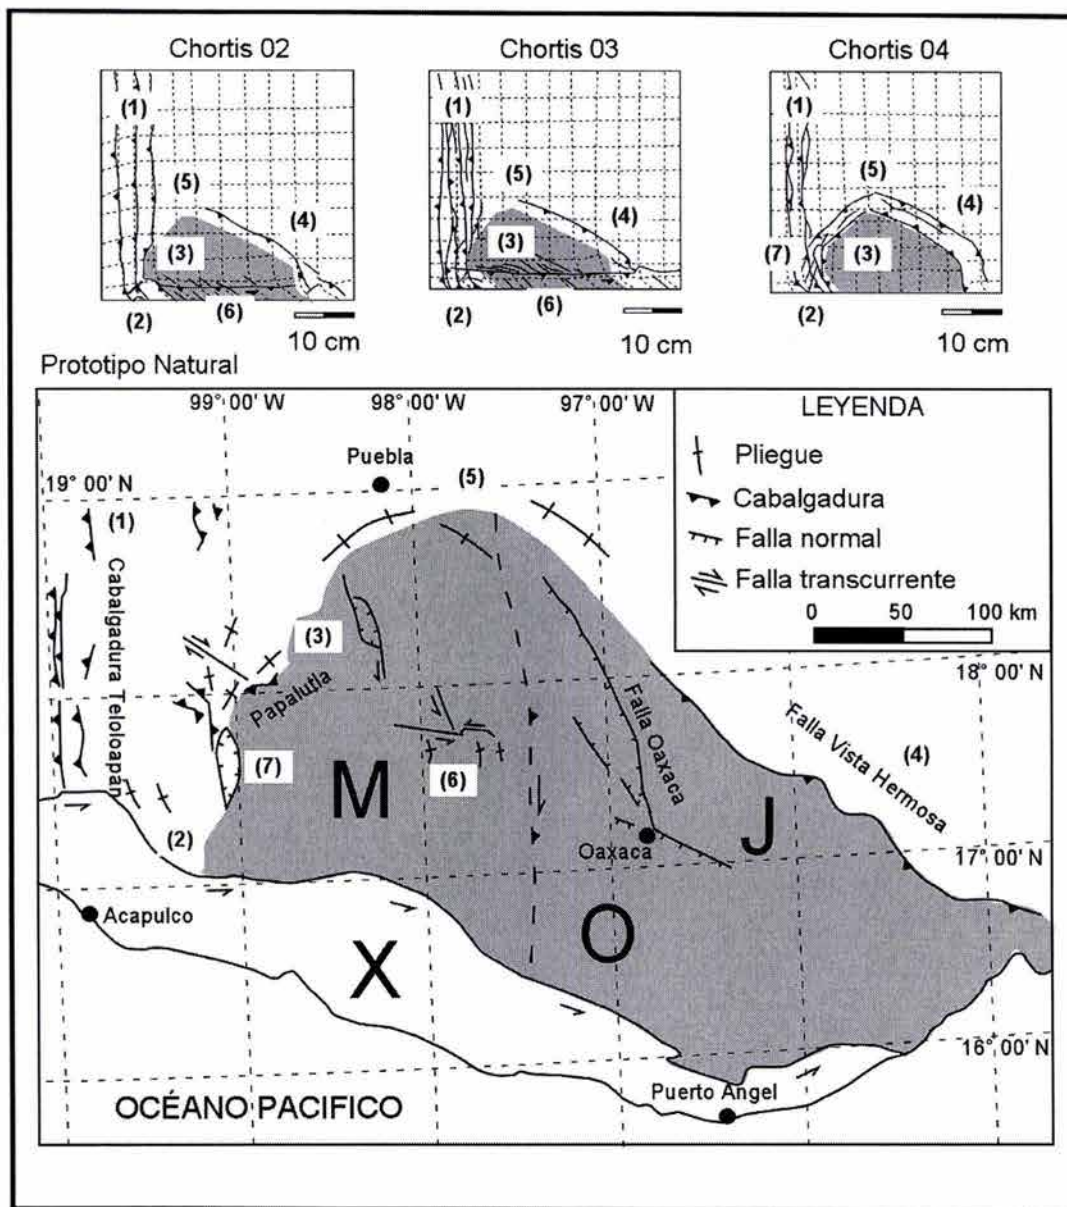 Chortis 02
Chortis 03
Chortis 04
(1)
(5)
(4)
(3)
(2)
(6)
10 cm
(1)
(5)
(4)
(3)
(2)
(6)
10 cm
(1)
(5)
(4)
(7)
(3)
(2)
10 cm
Prototipo Natural
99°00' W
98°00' W
97°00' W
LEYENDA
Pliegue
Cabalgadura
Falla normal
Falla transcurrente
0 50 100 km
Puebla
(5)
19° 00' N
(1)
Cabalgadura Teloloapán
(3)
Papalutla
18° 00' N
Falla Oaxaca
Falla Vista Hermosa
(4)
(7)
(6)
M
J
(2)
Oaxaca
17° 00' N
Acapulco
O
X
16° 00' N
Puerto Angel
OCÉANO PACIFICO